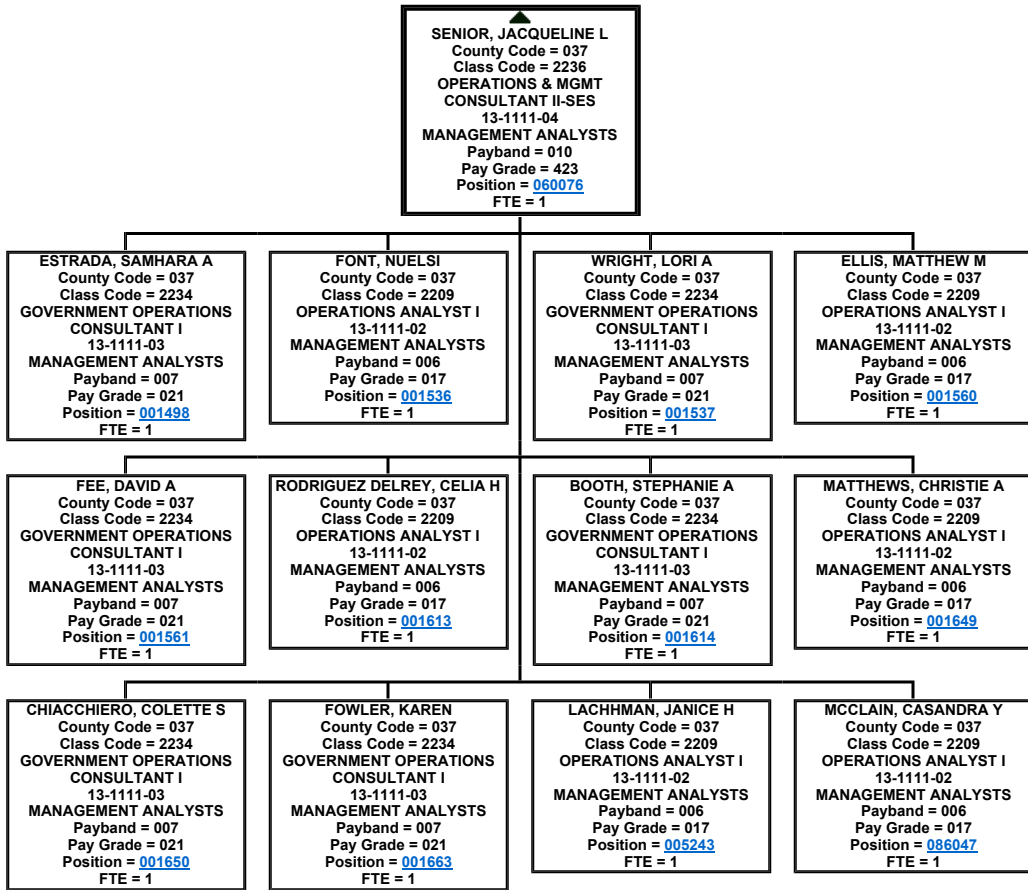 SENIOR, JACQUELINE L
County Code = 037
Class Code = 2236
OPERATIONS & MGMT
CONSULTANT II-SES
13-1111-04
MANAGEMENT ANALYSTS
Payband = 010
Pay Grade = 423
Position = 060076
FTE = 1
ESTRADA, SAMHARA A
County Code = 037
Class Code = 2234
GOVERNMENT OPERATIONS
CONSULTANT I
13-1111-03
MANAGEMENT ANALYSTS
Payband = 007
Pay Grade = 021
Position = 001498
FTE = 1
FONT, NUELSI
County Code = 037
Class Code = 2209
OPERATIONS ANALYST I
13-1111-02
MANAGEMENT ANALYSTS
Payband = 006
Pay Grade = 017
Position = 001536
FTE = 1
WRIGHT, LORI A
County Code = 037
Class Code = 2234
GOVERNMENT OPERATIONS
CONSULTANT I
13-1111-03
MANAGEMENT ANALYSTS
Payband = 007
Pay Grade = 021
Position = 001537
FTE = 1
ELLIS, MATTHEW M
County Code = 037
Class Code = 2209
OPERATIONS ANALYST I
13-1111-02
MANAGEMENT ANALYSTS
Payband = 006
Pay Grade = 017
Position = 001560
FTE = 1
FEE, DAVID A
County Code = 037
Class Code = 2234
GOVERNMENT OPERATIONS
CONSULTANT I
13-1111-03
MANAGEMENT ANALYSTS
Payband = 007
Pay Grade = 021
Position = 001561
FTE = 1
RODRIGUEZ DELREY, CELIA H
County Code = 037
Class Code = 2209
OPERATIONS ANALYST I
13-1111-02
MANAGEMENT ANALYSTS
Payband = 006
Pay Grade = 017
Position = 001613
FTE = 1
BOOTH, STEPHANIE A
County Code = 037
Class Code = 2234
GOVERNMENT OPERATIONS
CONSULTANT I
13-1111-03
MANAGEMENT ANALYSTS
Payband = 007
Pay Grade = 021
Position = 001614
FTE = 1
MATTHEWS, CHRISTIE A
County Code = 037
Class Code = 2209
OPERATIONS ANALYST I
13-1111-02
MANAGEMENT ANALYSTS
Payband = 006
Pay Grade = 017
Position = 001649
FTE = 1
CHIACCHIERO, COLETTE S
County Code = 037
Class Code = 2234
GOVERNMENT OPERATIONS
CONSULTANT I
13-1111-03
MANAGEMENT ANALYSTS
Payband = 007
Pay Grade = 021
Position = 001650
FTE = 1
FOWLER, KAREN
County Code = 037
Class Code = 2234
GOVERNMENT OPERATIONS
CONSULTANT I
13-1111-03
MANAGEMENT ANALYSTS
Payband = 007
Pay Grade = 021
Position = 001663
FTE = 1
LACHHMAN, JANICE H
County Code = 037
Class Code = 2209
OPERATIONS ANALYST I
13-1111-02
MANAGEMENT ANALYSTS
Payband = 006
Pay Grade = 017
Position = 005243
FTE = 1
MCCLAIN, CASANDRA Y
County Code = 037
Class Code = 2209
OPERATIONS ANALYST I
13-1111-02
MANAGEMENT ANALYSTS
Payband = 006
Pay Grade = 017
Position = 086047
FTE = 1